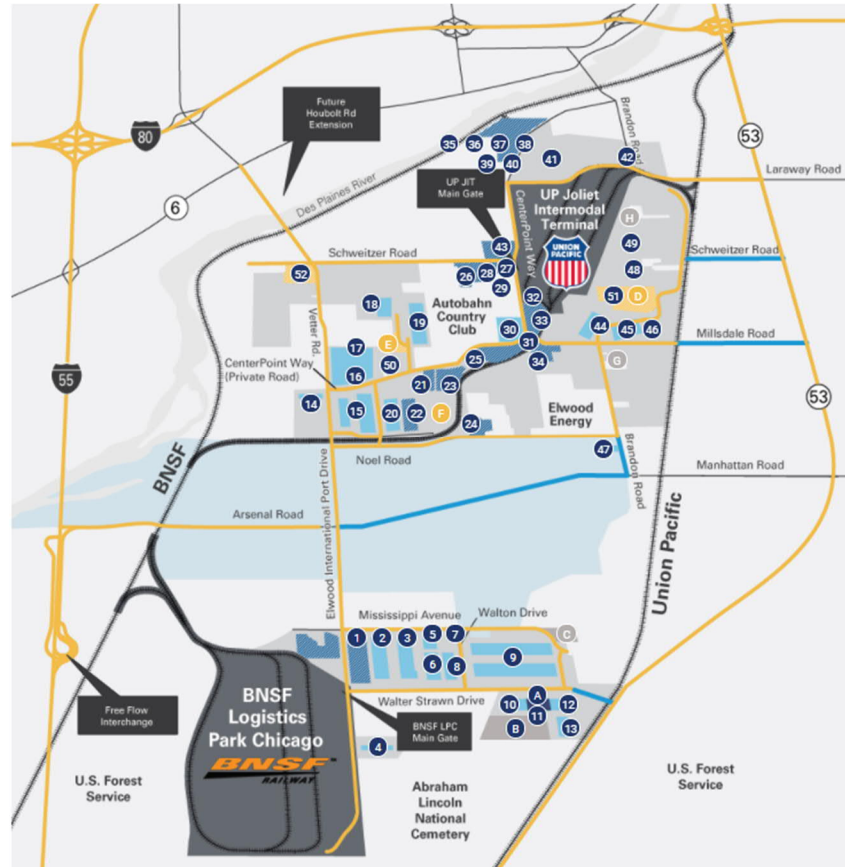 Future
Houbolt Rd
Extension
80
6
53
Des Plaines River
35
36
37
38
39
40
41
42
Brandon Road
Laraway Road
UP JIT
Main Gate
CenterPoint Way
UP Joliet
Intermodal
Terminal
UNION
PACIFIC
H
49
48
Schweitzer Road
Schweitzer Road
43
27
28
26
29
52
18
19
Autobahn
Country
Club
32
33
30
31
34
51
D
44
45
46
Millsdale Road
G
Vetter Rd.
17
E
16
50
25
CenterPoint Way
(Private Road)
21
23
14
15
20
22
F
24
Elwood
Energy
55
53
BNSF
Noel Road
47
Brandon Road
Manhattan Road
Arsenal Road
Elwood International Port Drive
Union Pacific
Mississippi Avenue
Walton Drive
1
2
3
5
7
C
6
8
9
Walter Strawn Drive
A
10
11
12
B
13
Free Flow
Interchange
BNSF
Logistics
Park Chicago
BNSF
RAILWAY
BNSF LPC
Main Gate
4
U.S. Forest
Service
Abraham
Lincoln
National
Cemetery
U.S. Forest
Service